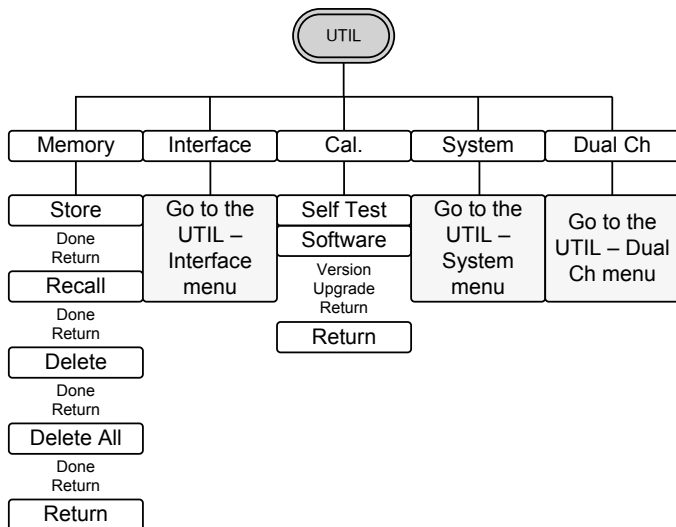 UTIL
Memory
Interface
Cal.
System
Dual Ch
Store
Done
Return
Recall
Done
Return
Delete
Done
Return
Delete All
Done
Return
Return
Go to the
UTIL –
Interface
menu
Self Test
Software
Version
Upgrade
Return
Return
Go to the
UTIL –
System
menu
Go to the
UTIL – Dual
Ch menu